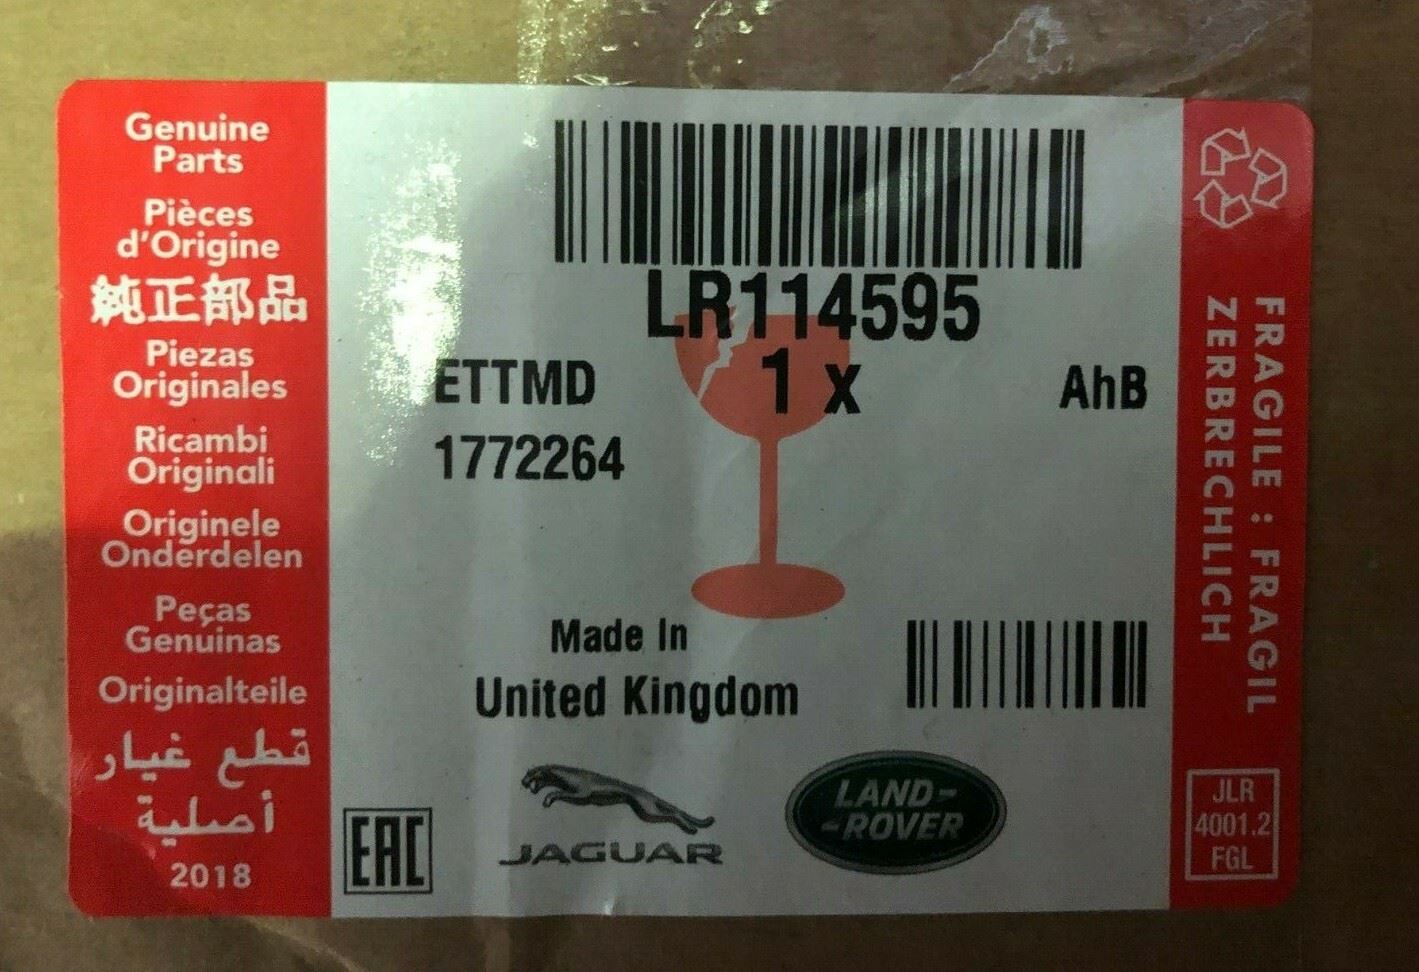 Genuine
Parts
Pièces
d'Origine
純正部品
Piezas
Originales
Ricambi
Originali
Originele
Onderdelen
Peças
Genuinas
Originalteile
قطع غيار
أصلية
2018
LR114595
ETTMD
1 x
AhB
1772264
Made In
United Kingdom
EAC
JAGUAR
LAND-
-ROVER
FRAGILE : FRAGIL
ZERBRECHLICH
JLR
4001.2
FGL